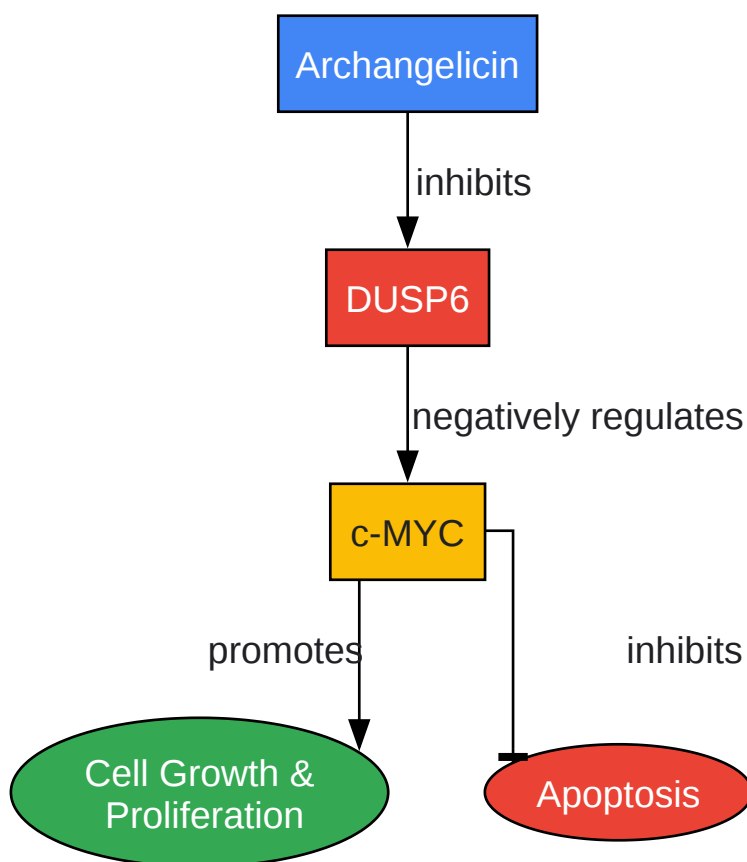 Archangelicin
inhibits
DUSP6
negatively regulates
c-MYC
promotes
inhibits
Cell Growth &
Proliferation
Apoptosis